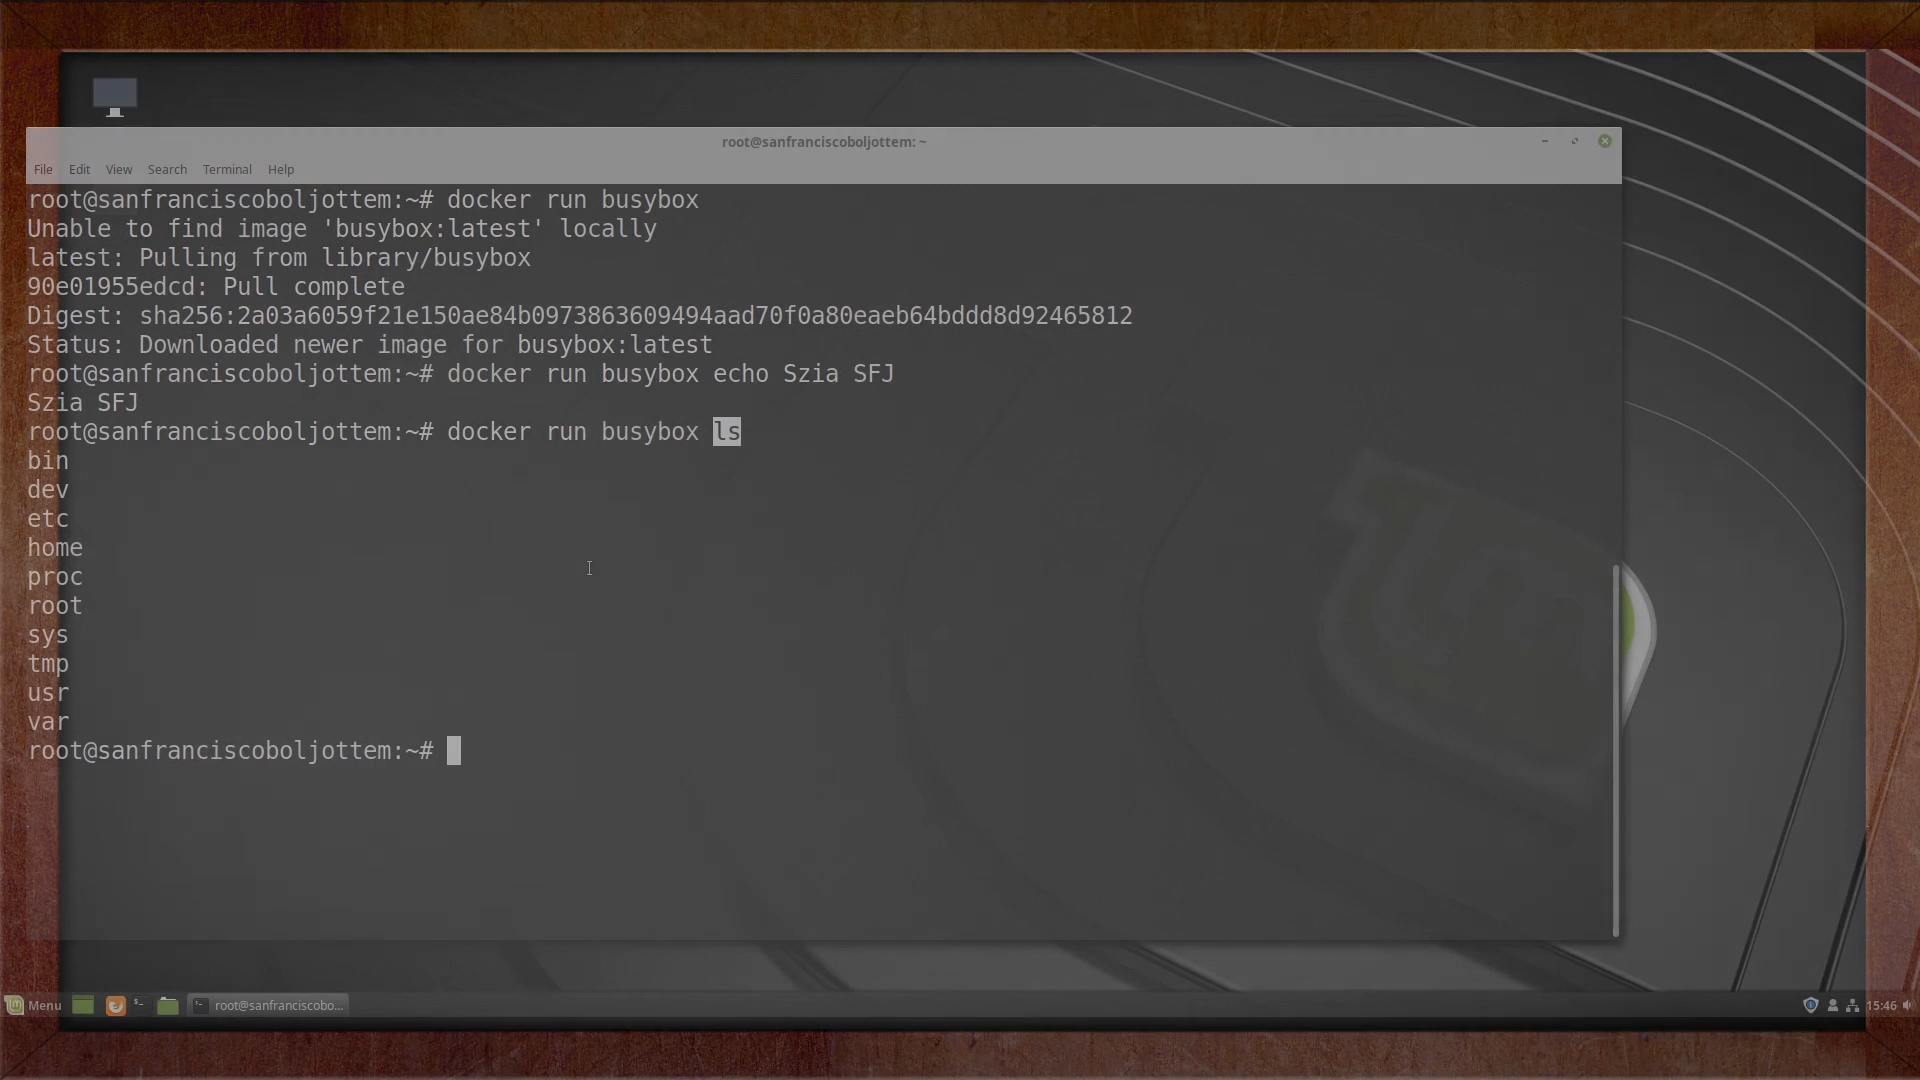 root@sanfranciscoboljottem: ~
File Edit View Search Terminal Help
root@sanfranciscoboljottem:~# docker run busybox
Unable to find image 'busybox:latest' locally
latest: Pulling from library/busybox
90e01955edcd: Pull complete
Digest: sha256:2a03a6059f21e150ae84b0973863609494aad70f0a80eaeb64bddd8d92465812
Status: Downloaded newer image for busybox:latest
root@sanfranciscoboljottem:~# docker run busybox echo Szia SFJ
Szia SFJ
root@sanfranciscoboljottem:~# docker run busybox ls
bin
dev
etc
home
proc
root
sys
tmp
usr
var
root@sanfranciscoboljottem:~#
Menu root@sanfranciscobo... 15:46